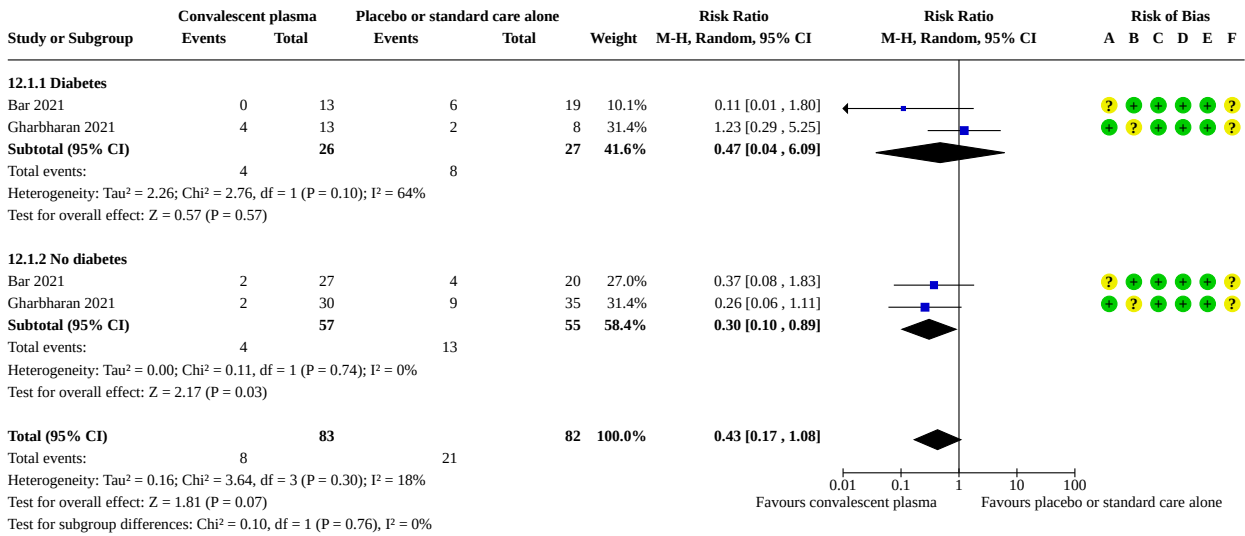 Convalescent plasma Placebo or standard care alone Risk Ratio Risk Ratio Risk of Bias
Study or Subgroup Events Total Events Total Weight M-H, Random, 95% CI M-H, Random, 95% CI A B C D E F
12.1.1 Diabetes
Bar 2021 0 13 6 19 10.1% 0.11 [0.01 , 1.80] ? + + + + ?
Gharbharan 2021 4 13 2 8 31.4% 1.23 [0.29 , 5.25] + ? + + + ?
Subtotal (95% CI) 26 27 41.6% 0.47 [0.04 , 6.09]
Total events: 4 8
Heterogeneity: Tau² = 2.26; Chi² = 2.76, df = 1 (P = 0.10); I² = 64%
Test for overall effect: Z = 0.57 (P = 0.57)
12.1.2 No diabetes
Bar 2021 2 27 4 20 27.0% 0.37 [0.08 , 1.83] ? + + + + ?
Gharbharan 2021 2 30 9 35 31.4% 0.26 [0.06 , 1.11] + ? + + + ?
Subtotal (95% CI) 57 55 58.4% 0.30 [0.10 , 0.89]
Total events: 4 13
Heterogeneity: Tau² = 0.00; Chi² = 0.11, df = 1 (P = 0.74); I² = 0%
Test for overall effect: Z = 2.17 (P = 0.03)
Total (95% CI) 83 82 100.0% 0.43 [0.17 , 1.08]
Total events: 8 21
Heterogeneity: Tau² = 0.16; Chi² = 3.64, df = 3 (P = 0.30); I² = 18%
0.01 0.1 1 10 100
Test for overall effect: Z = 1.81 (P = 0.07) Favours convalescent plasma Favours placebo or standard care alone
Test for subgroup differences: Chi² = 0.10, df = 1 (P = 0.76), I² = 0%